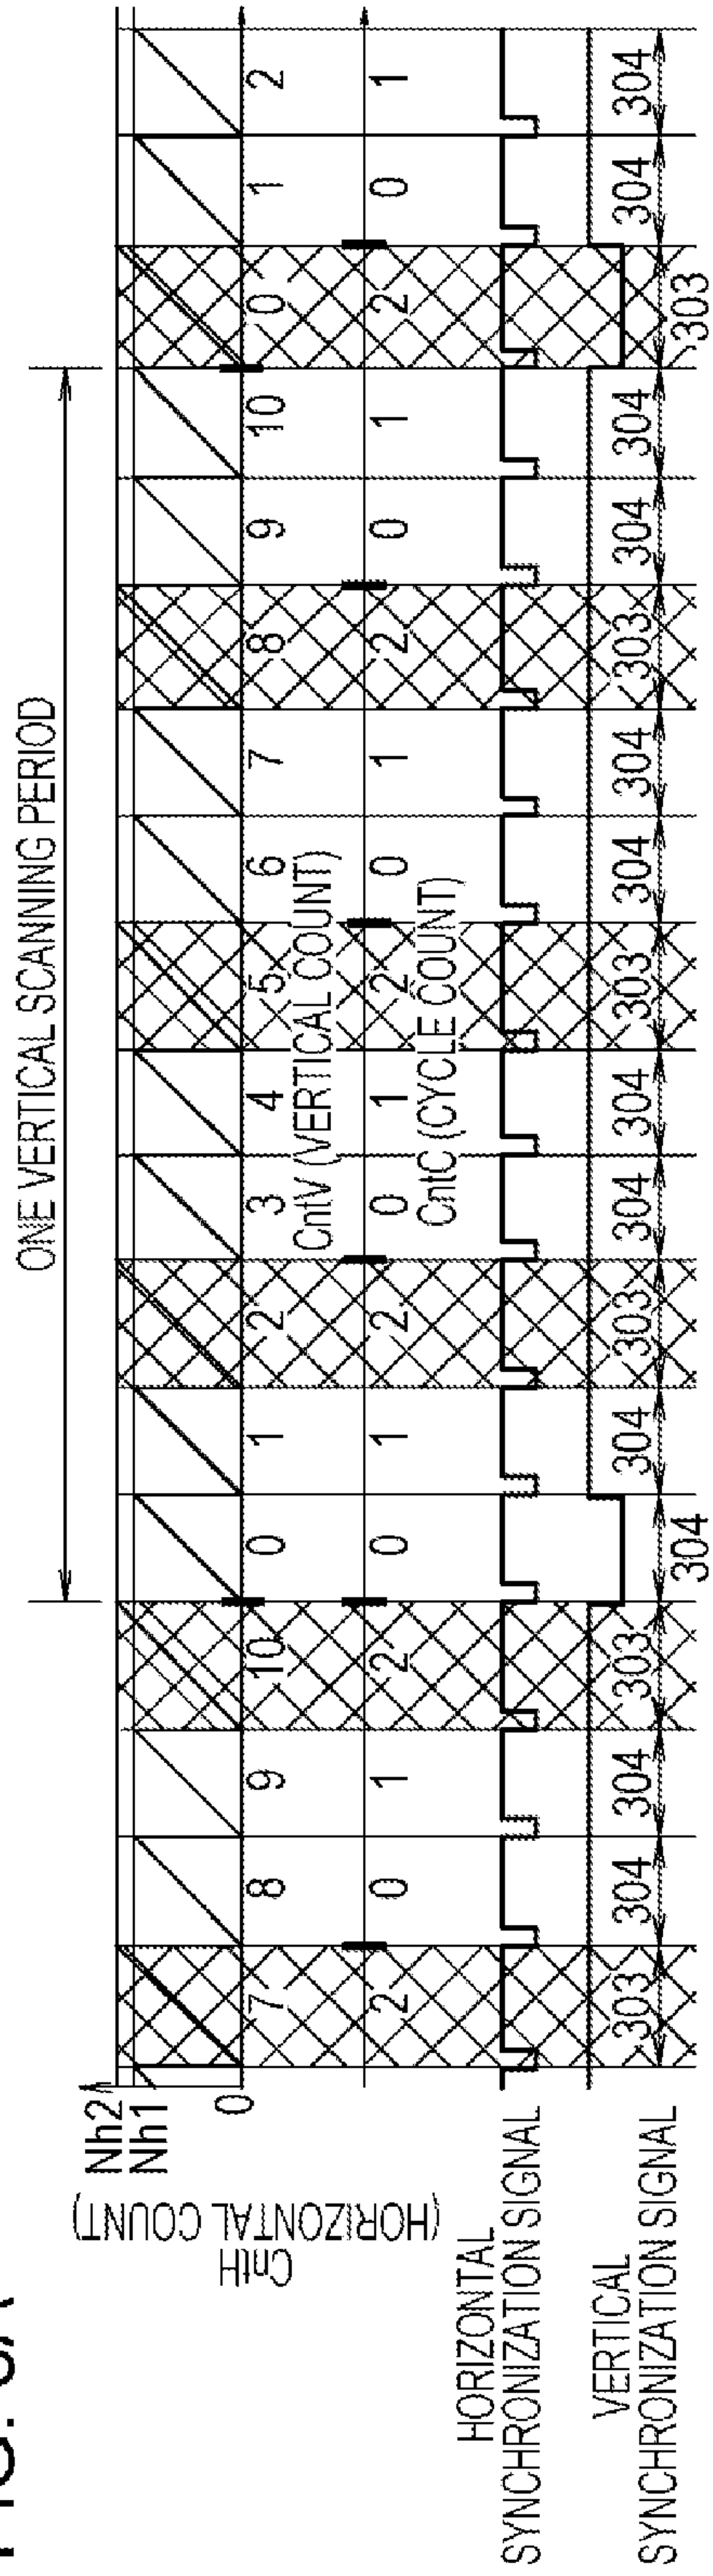 FIG.
ONE VERTICAL SCANNING PERIOD
Nh2
Nh1
0
CntH
(HORIZONTAL COUNT)
7 8 9 10 0 1 2 3 4 5 6 7 8 9 10 0 1 2
CntV (VERTICAL COUNT)
2 0 1 2 0 1 2 0 1 2 0 1 2 0 1 2 0 1
CntC (CYCLE COUNT)
HORIZONTAL
SYNCHRONIZATION SIGNAL
VERTICAL
SYNCHRONIZATION SIGNAL
303 304 304 303 304 303 304 304 303 304 304 303 304 304 304 304
304 303